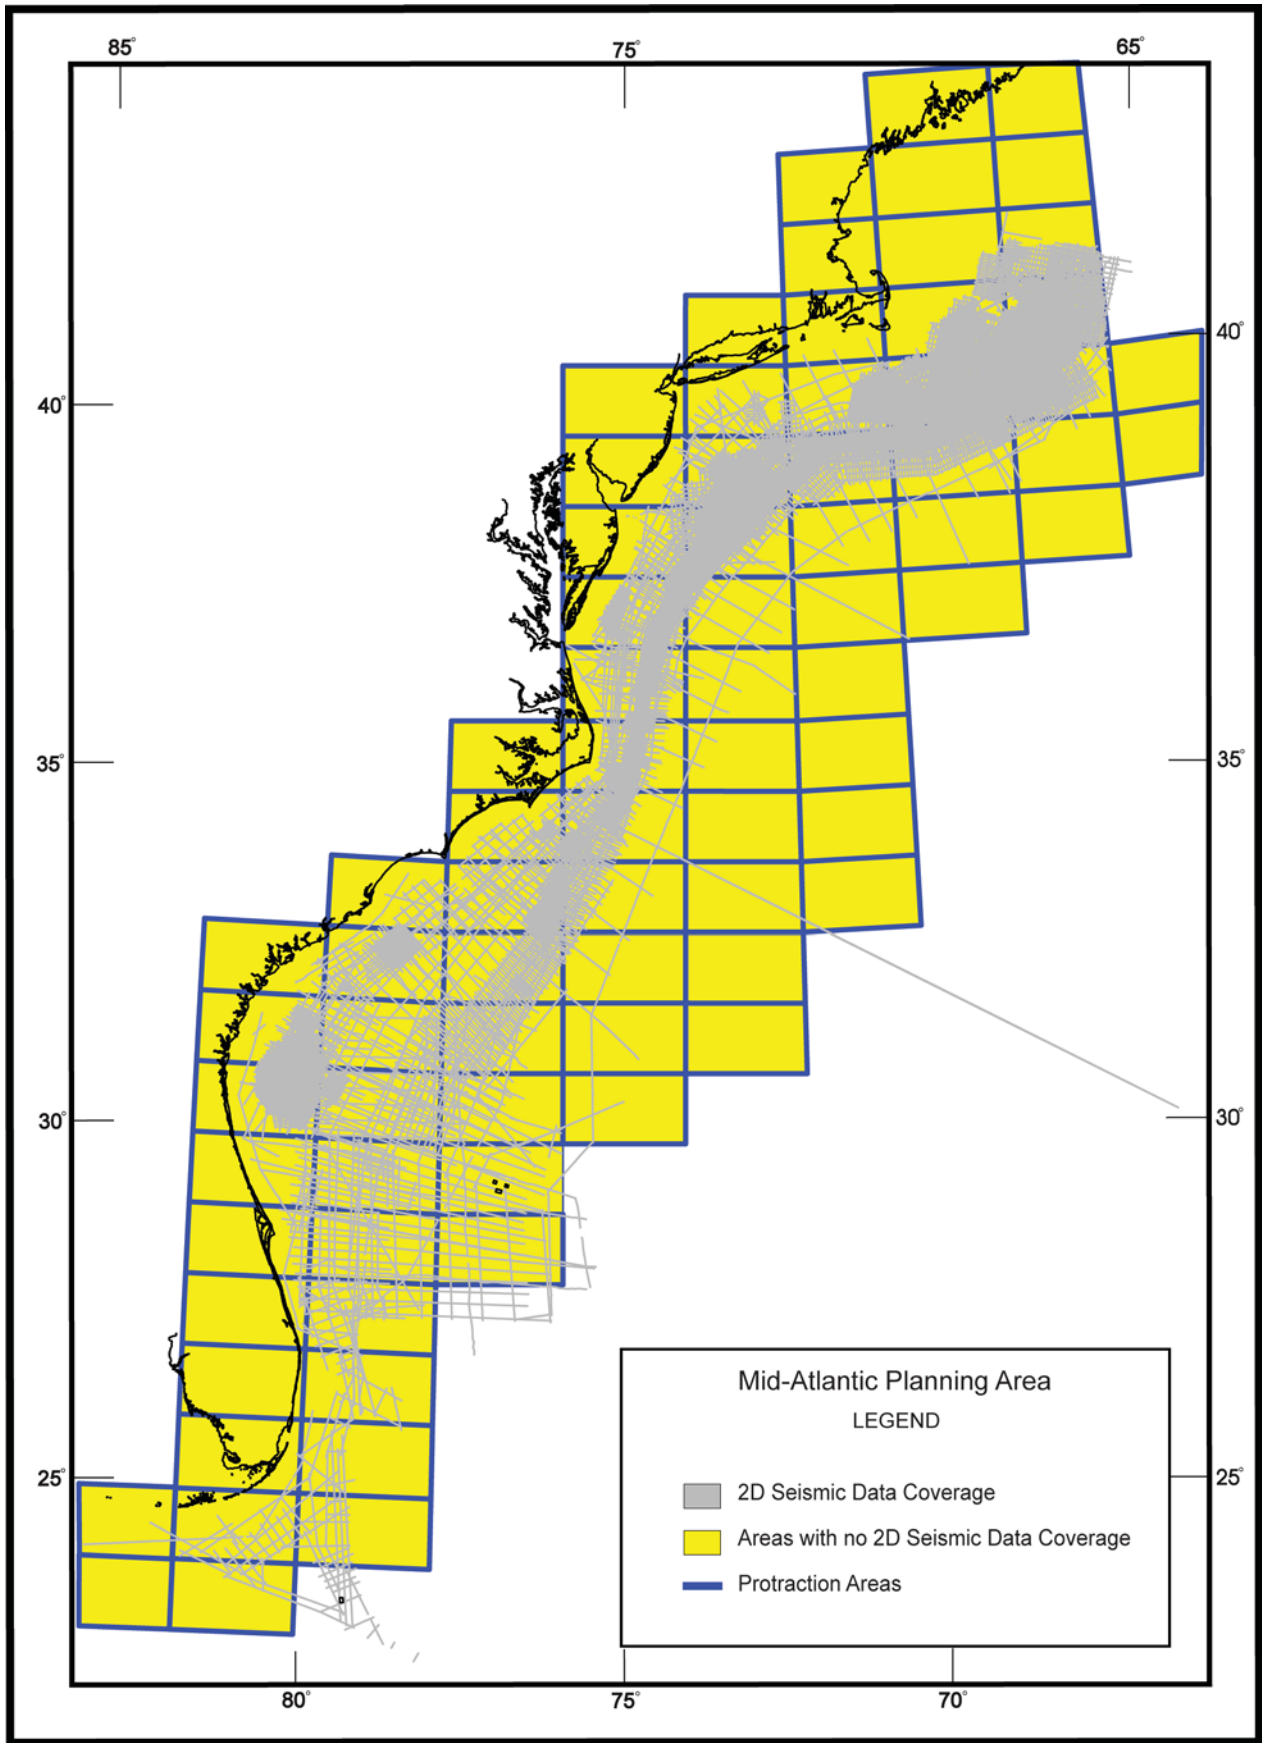 85°
75°
65°
40°
40°
35°
35°
30°
30°
25°
25°
Mid-Atlantic Planning Area
LEGEND
2D Seismic Data Coverage
Areas with no 2D Seismic Data Coverage
Protraction Areas
80°
75°
70°